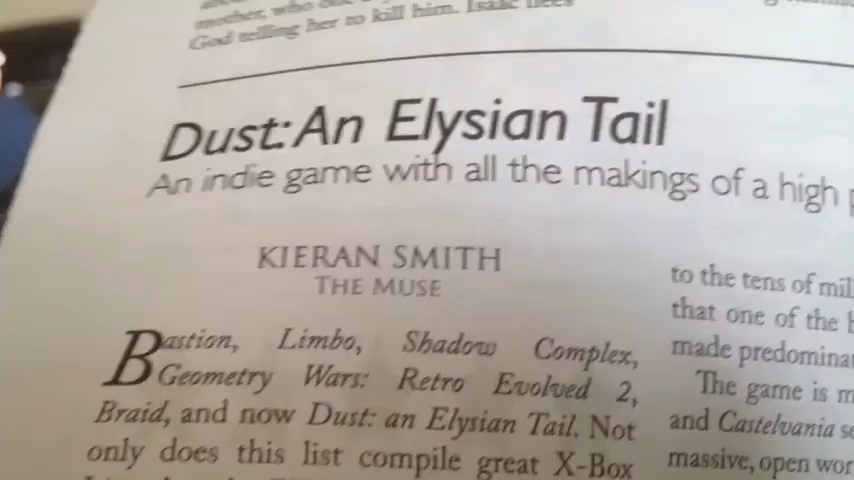 mother, who
God telling her to kill him. Isaac flees
Dust: An Elysian Tail
An indie game with all the makings of a high
KIERAN SMITH
THE MUSE
Bastion, Limbo, Shadow Complex,
Geometry Wars: Retro Evolved 2,
Braid, and now Dust: an Elysian Tail. Not
only does this list compile great X-Box
to the tens of mil
that one of the
made predomina
The game is m
and Castelvania se
massive, open wor